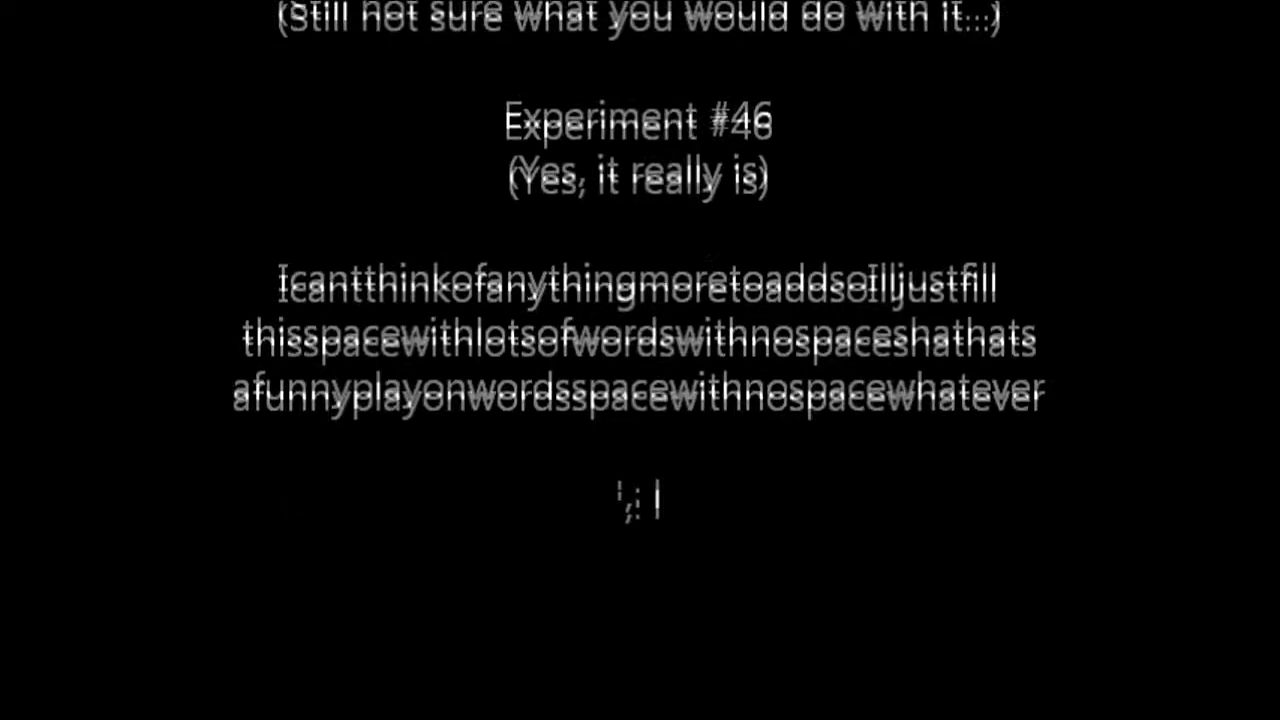 (Still not sure what you would do with it...)
Experiment #46
(Yes, it really is)
IcantthinkofanythingmoretoaddsoIlljustfill
thisspacewithlotsofwordswithnospaceshathats
afunnyplayonwordsspacewithnospacewhatever